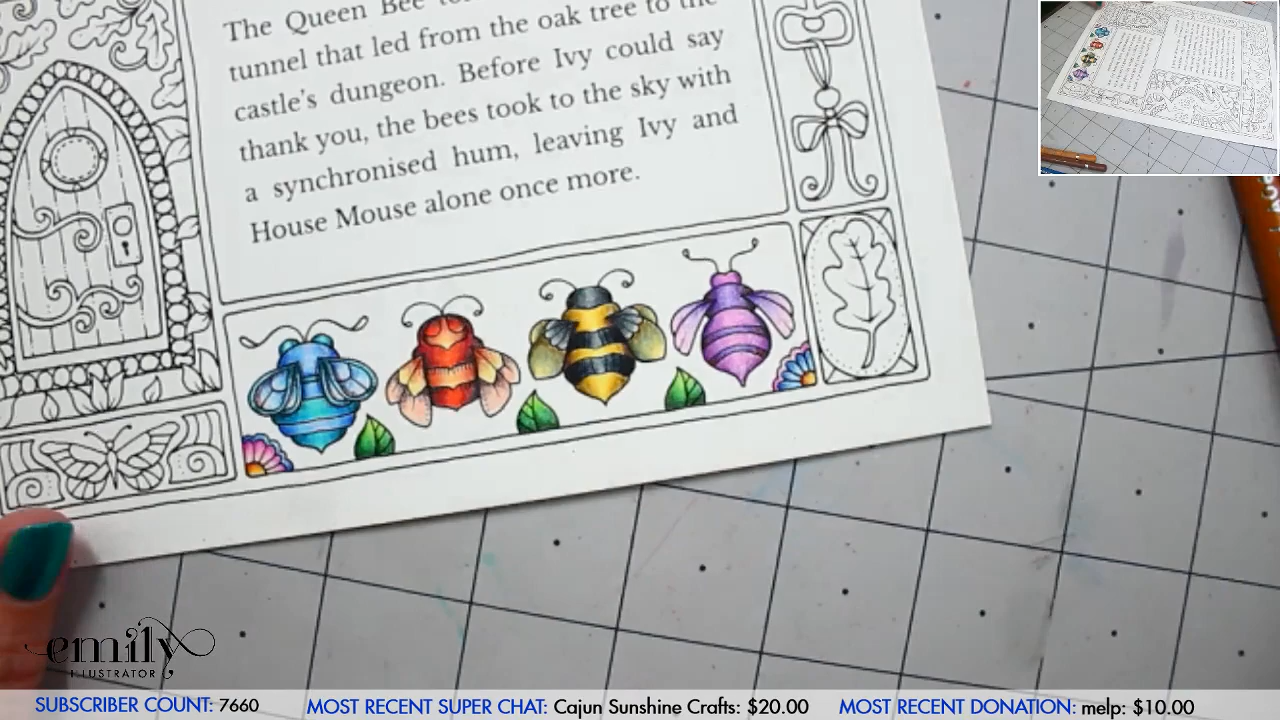 The Queen Bee
tunnel that led from the oak tree to the
castle's dungeon. Before Ivy could say
thank you, the bees took to the sky with
a synchronised hum, leaving Ivy and
House Mouse alone once more.
emily
ILLUSTRATOR
SUBSCRIBER COUNT: 7660 MOST RECENT SUPER CHAT: Cajun Sunshine Crafts: $20.00 MOST RECENT DONATION: melp: $10.00